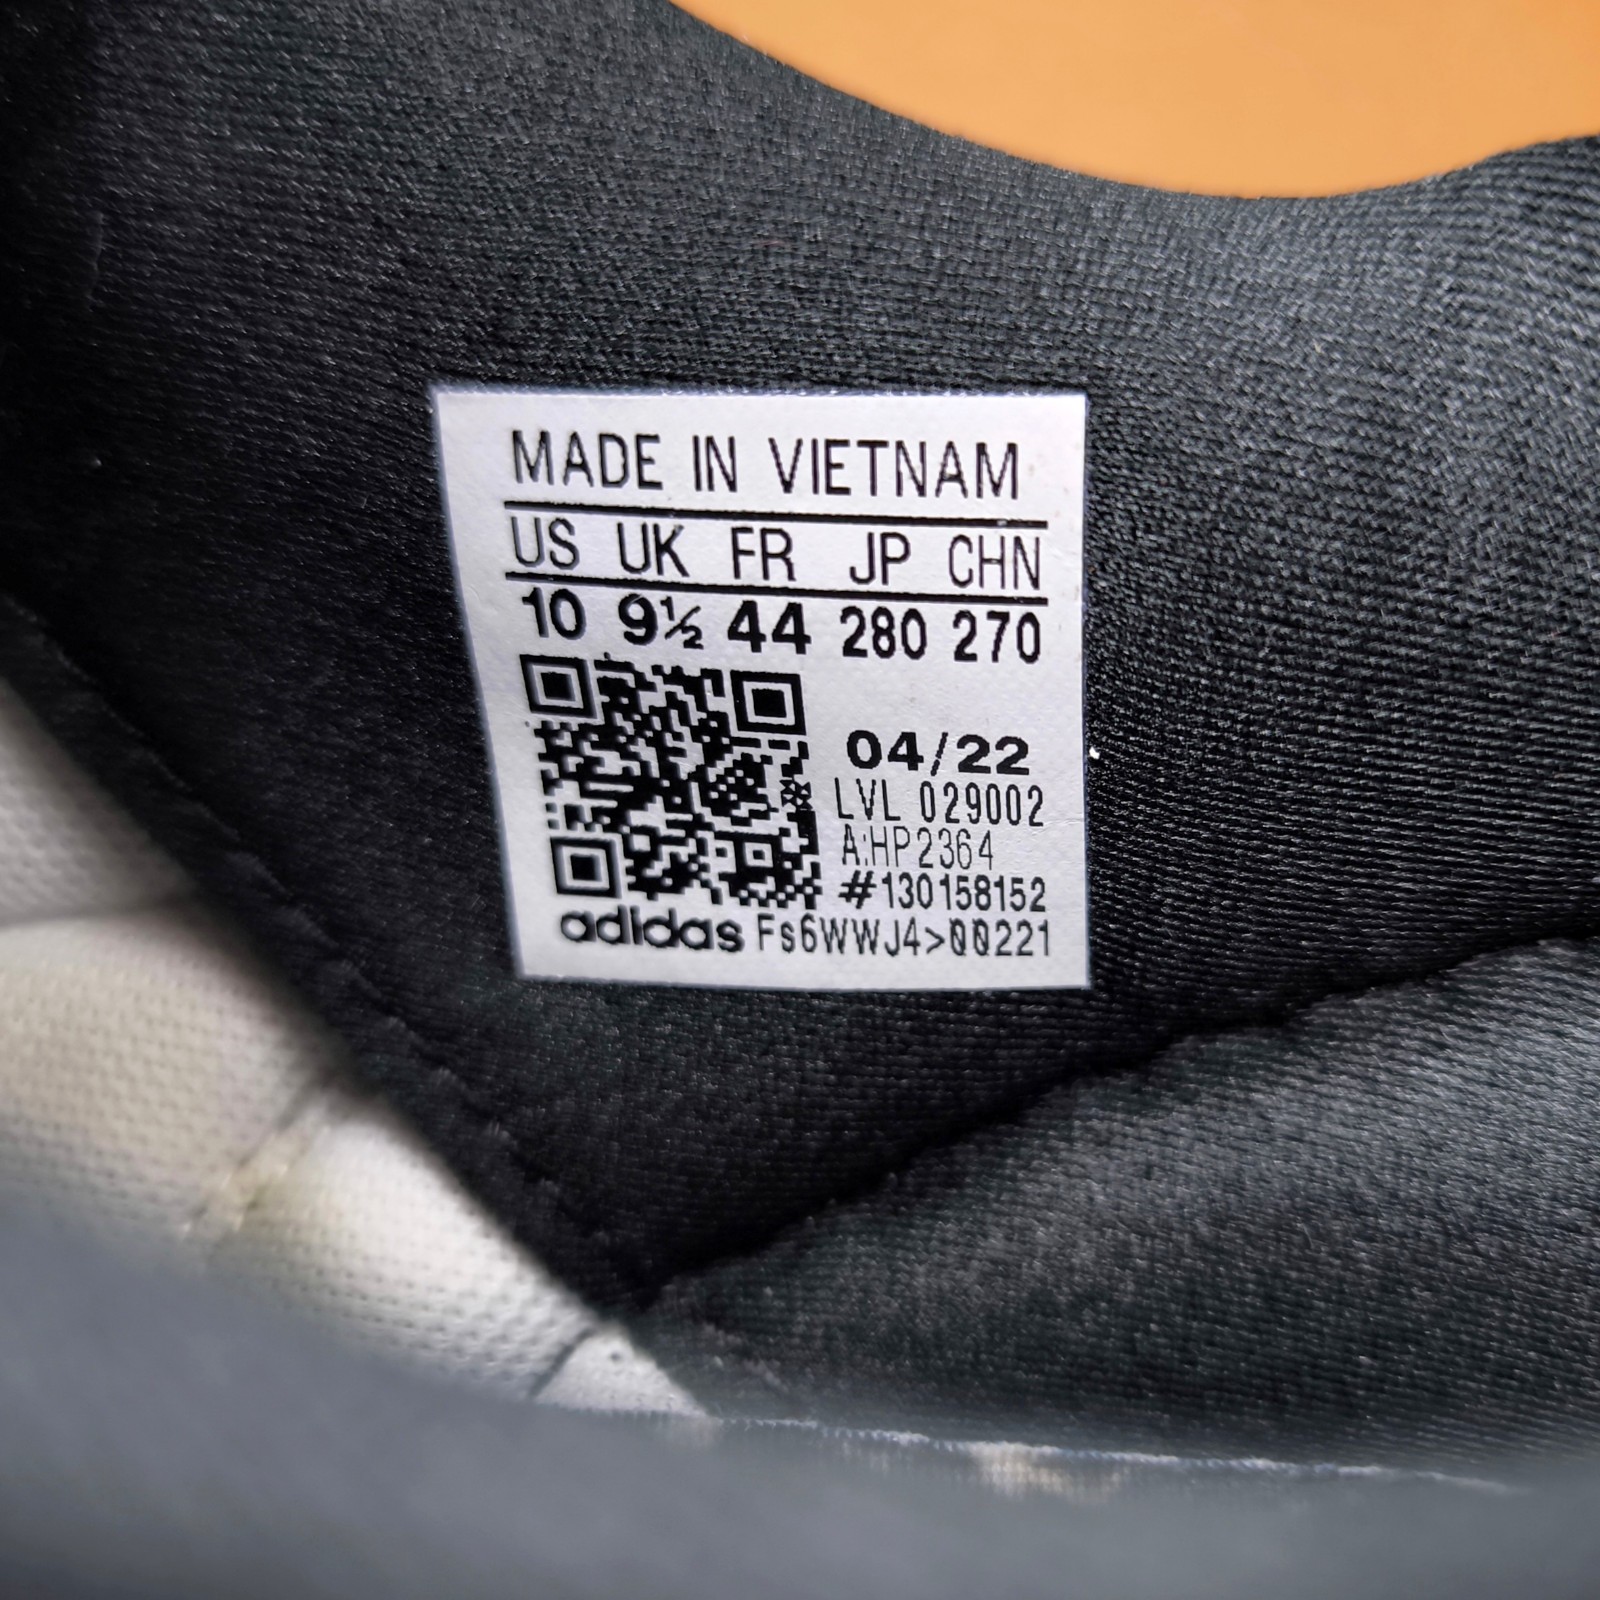 MADE IN VIETNAM
US UK FR JP CHN
10 9½ 44 280 270
04/22
LVL 029002
A:HP2364
#130158152
adidas Fs6WWJ4>00221